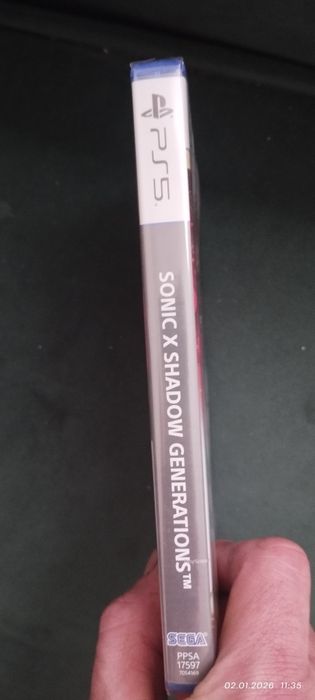 PS5
SONIC X SHADOW GENERATIONS™
SEGA
PPSA
17597
02.01.2026 11:35